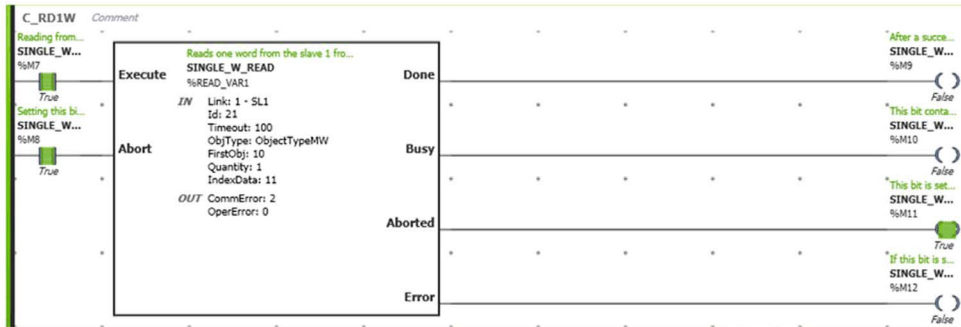 C_RD1W Comment
Reading from...
SINGLE_W...
%M7
True
Setting this bi...
SINGLE_W...
%M8
True
Reads one word from the slave 1 fro...
SINGLE_W_READ
%READ_VAR1
Execute
Abort
IN Link: 1 - SL1
Id: 21
Timeout: 100
ObjType: ObjectTypeMW
FirstObj: 10
Quantity: 1
IndexData: 11
OUT CommError: 2
OperError: 0
Done
Busy
Aborted
Error
After a succe...
SINGLE_W...
%M9
False
This bit conta...
SINGLE_W...
%M10
False
This bit is set...
SINGLE_W...
%M11
True
If this bit is s...
SINGLE_W...
%M12
False